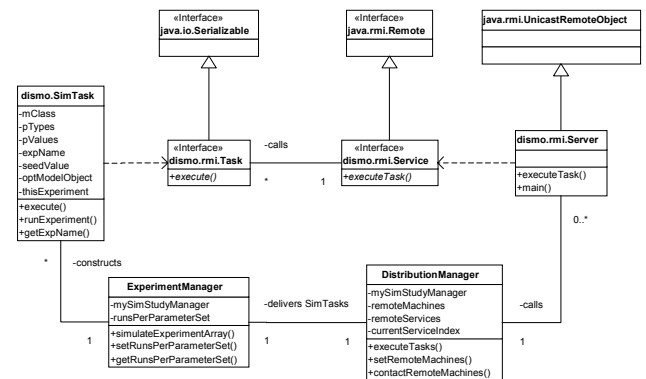 «Interface»
java.io.Serializable
«Interface»
java.rmi.Remote
java.rmi.UnicastRemoteObject
dismo.SimTask
-mClass
-pTypes
-pValues
-expName
-seedValue
-optModelObject
-thisExperiment
+execute()
+runExperiment()
+getExpName()
«Interface»
dismo.rmi.Task
+execute()
-calls
*
1
«Interface»
dismo.rmi.Service
+executeTask()
dismo.rmi.Server
+executeTask()
+main()
0..*
*
-constructs
1
ExperimentManager
-mySimStudyManager
-runsPerParameterSet
+simulateExperimentArray()
+setRunsPerParameterSet()
+getRunsPerParameterSet()
-delivers SimTasks
1
1
DistributionManager
-mySimStudyManager
-remoteMachines
-remoteServices
-currentServiceIndex
+executeTasks()
+setRemoteMachines()
+contactRemoteMachines()
-calls
1